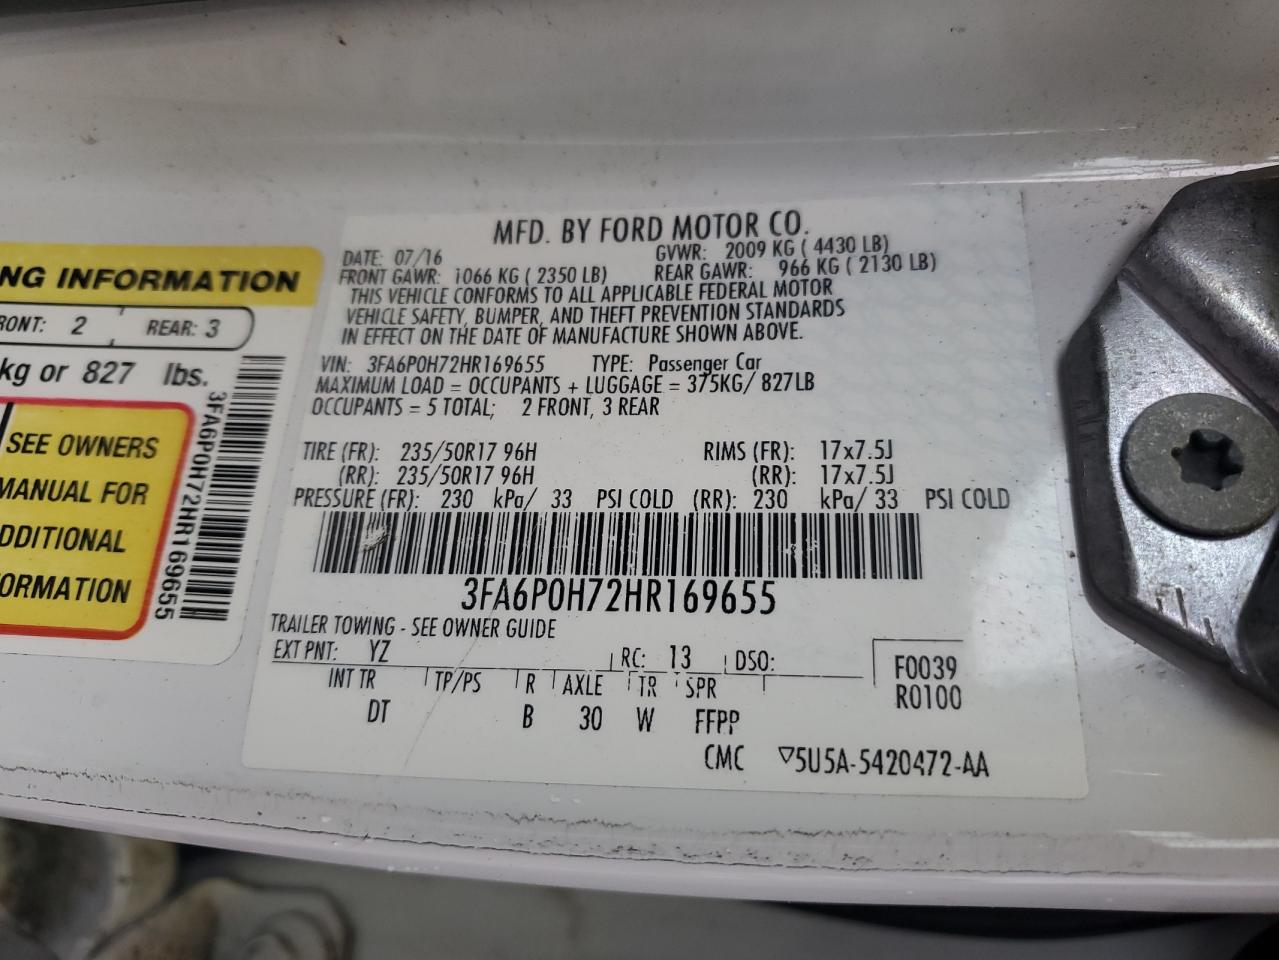 MFD. BY FORD MOTOR CO.
DATE: 07/16 GVWR: 2009 KG ( 4430 LB)
FRONT GAWR: 1066 KG ( 2350 LB) REAR GAWR: 966 KG ( 2130 LB)
THIS VEHICLE CONFORMS TO ALL APPLICABLE FEDERAL MOTOR
VEHICLE SAFETY, BUMPER, AND THEFT PREVENTION STANDARDS
IN EFFECT ON THE DATE OF MANUFACTURE SHOWN ABOVE.
VIN: 3FA6P0H72HR169655 TYPE: Passenger Car
MAXIMUM LOAD = OCCUPANTS + LUGGAGE = 375KG/ 827LB
OCCUPANTS = 5 TOTAL; 2 FRONT, 3 REAR
TIRE (FR): 235/50R17 96H RIMS (FR): 17x7.5J
(RR): 235/50R17 96H (RR): 17x7.5J
PRESSURE (FR): 230 kPa/ 33 PSI COLD (RR): 230 kPa/ 33 PSI COLD
3FA6P0H72HR169655
TRAILER TOWING - SEE OWNER GUIDE
EXT PNT: YZ RC: 13 DSO:
INT TR TP/PS R AXLE TR SPR
DT B 30 W FFPP
F0039
R0100
CMC ▽5U5A-5420472-AA
NG INFORMATION
RONT: 2 REAR: 3
kg or 827 lbs.
SEE OWNERS
MANUAL FOR
DDITIONAL
FORMATION
3FA6P0H72HR169655